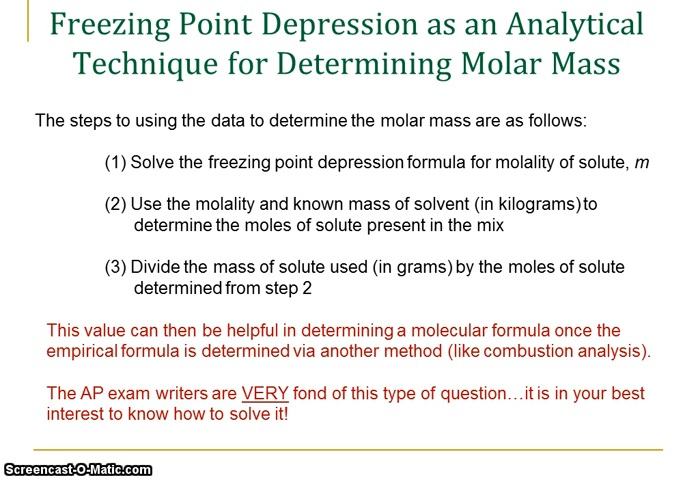 Freezing Point Depression as an Analytical
Technique for Determining Molar Mass
The steps to using the data to determine the molar mass are as follows:
(1) Solve the freezing point depression formula for molality of solute, m
(2) Use the molality and known mass of solvent (in kilograms) to
determine the moles of solute present in the mix
(3) Divide the mass of solute used (in grams) by the moles of solute
determined from step 2
This value can then be helpful in determining a molecular formula once the
empirical formula is determined via another method (like combustion analysis).
The AP exam writers are VERY fond of this type of question…it is in your best
interest to know how to solve it!
Screencast-O-Matic.com